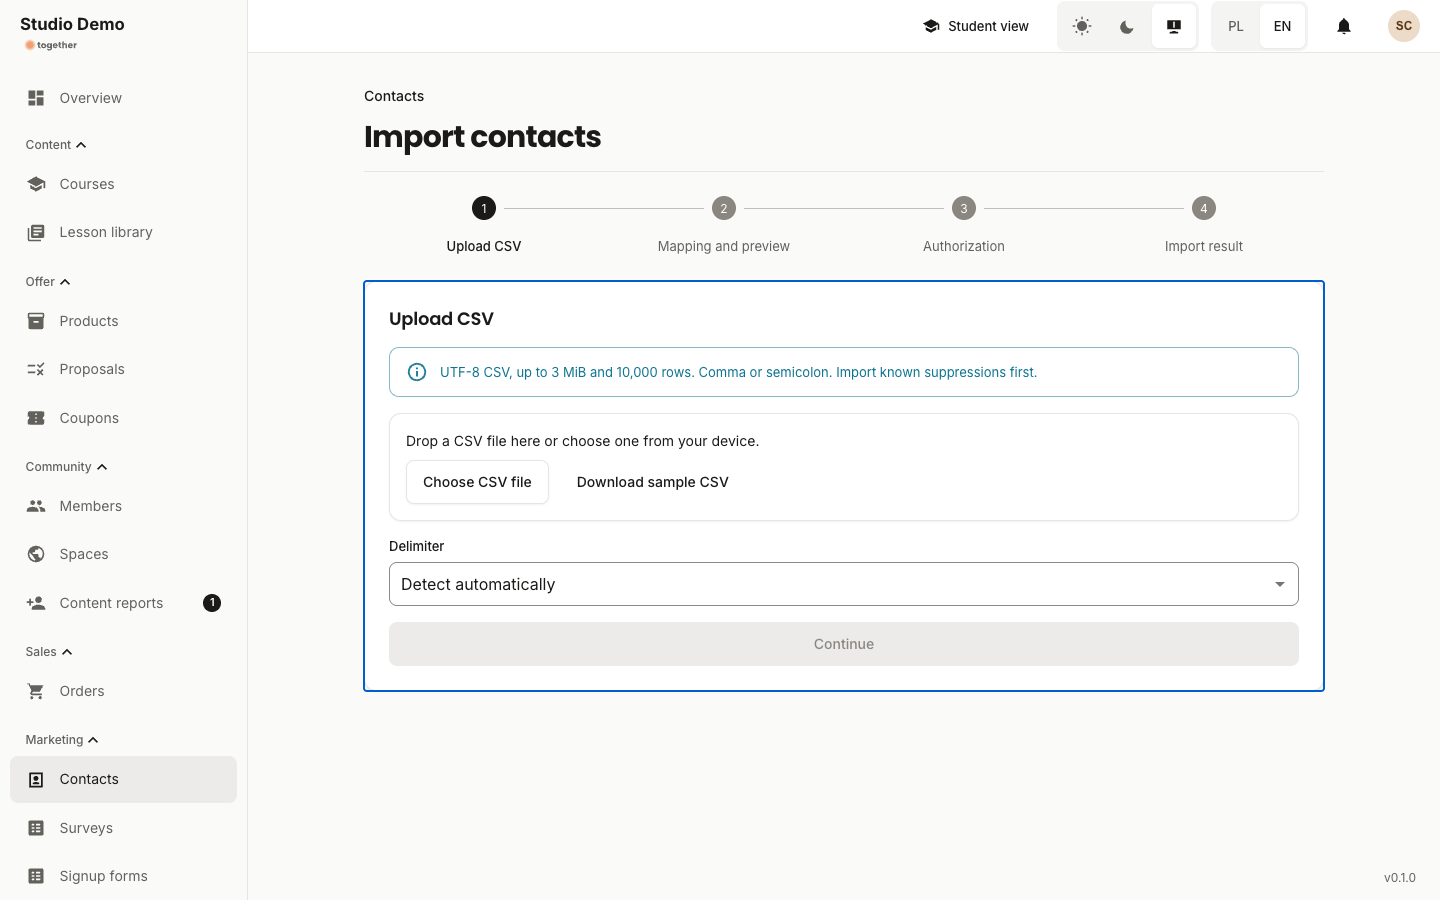 Studio Demo
together
Student view
PL
EN
SC
Overview
Content
Courses
Lesson library
Offer
Products
Proposals
Coupons
Community
Members
Spaces
Content reports
1
Sales
Orders
Marketing
Contacts
Surveys
Signup forms
Contacts
Import contacts
1
2
3
4
Upload CSV
Mapping and preview
Authorization
Import result
Upload CSV
UTF-8 CSV, up to 3 MiB and 10,000 rows. Comma or semicolon. Import known suppressions first.
Drop a CSV file here or choose one from your device.
Choose CSV file
Download sample CSV
Delimiter
Detect automatically
Continue
v0.1.0